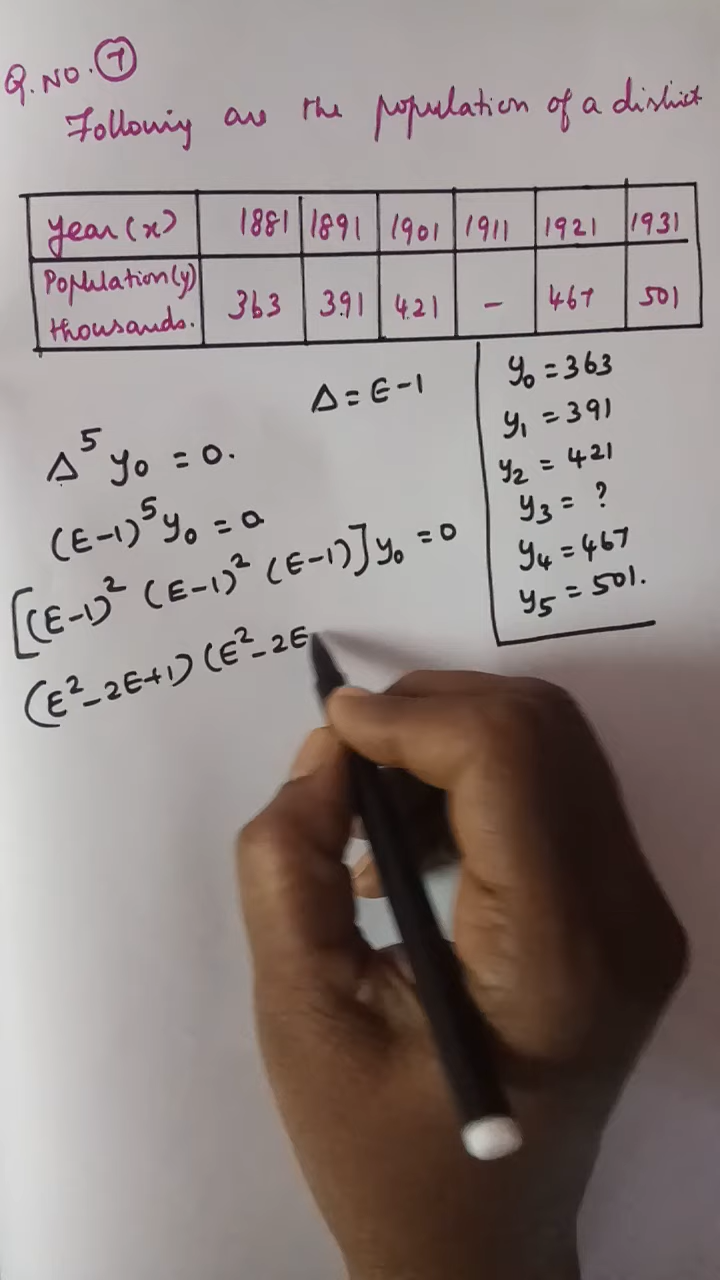 Q.NO.⑦
Following are the population of a district
year (x) 1881 1891 1901 1911 1921 1931
Population(y) thousands. 363 391 421 - 467 501
Δ = E-1
Δ⁵ y₀ = 0.
(E-1)⁵ y₀ = 0
[(E-1)² (E-1)² (E-1)] y₀ = 0
(E²-2E+1) (E²-2E
y₀ = 363
y₁ = 391
y₂ = 421
y₃ = ?
y₄ = 467
y₅ = 501.